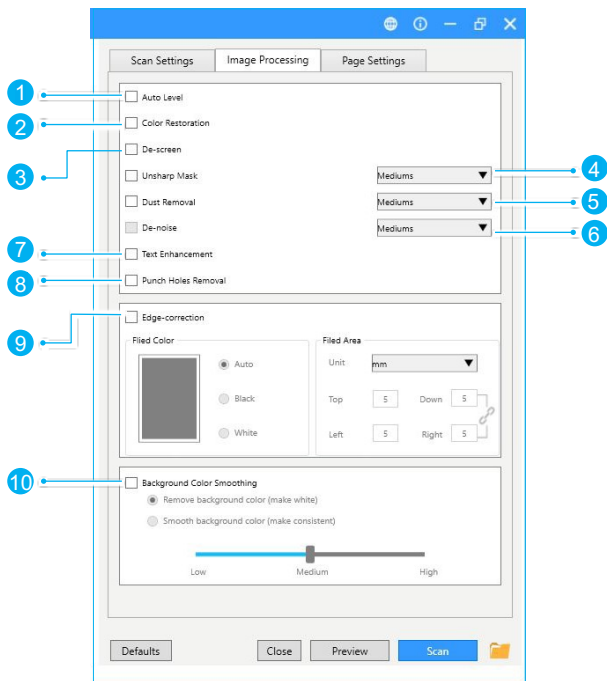 Scan Settings Image Processing Page Settings
1 Auto Level
2 Color Restoration
3 De-screen
Unsharp Mask Mediums 4
Dust Removal Mediums 5
De-noise Mediums 6
7 Text Enhancement
8 Punch Holes Removal
9 Edge-correction
Flied Color Filed Area
Auto Unit mm
Black Top 5 Down 5
White Left 5 Right 5
10 Background Color Smoothing
Remove background color (make white)
Smooth background color (make consistent)
Low Medium High
Defaults Close Preview Scan